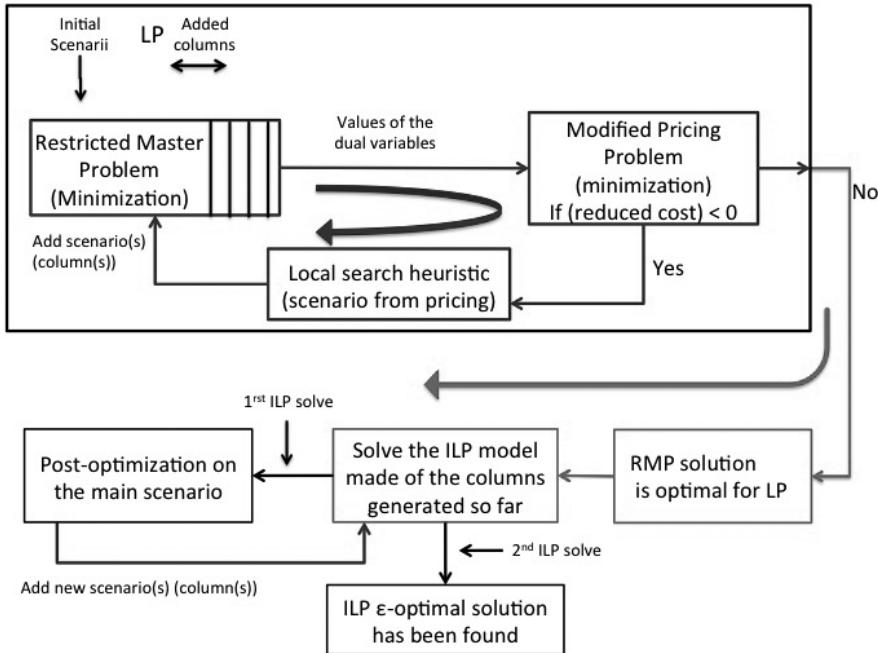 Initial
Scenarii
LP
Added
columns
Restricted Master
Problem
(Minimization)
Values of the
dual variables
Modified Pricing
Problem
(minimization)
If (reduced cost) < 0
No
Add scenario(s)
(column(s))
Local search heuristic
(scenario from pricing)
Yes
1rst ILP solve
Post-optimization on
the main scenario
Solve the ILP model
made of the columns
generated so far
RMP solution
is optimal for LP
Add new scenario(s) (column(s))
2nd ILP solve
ILP ε-optimal solution
has been found